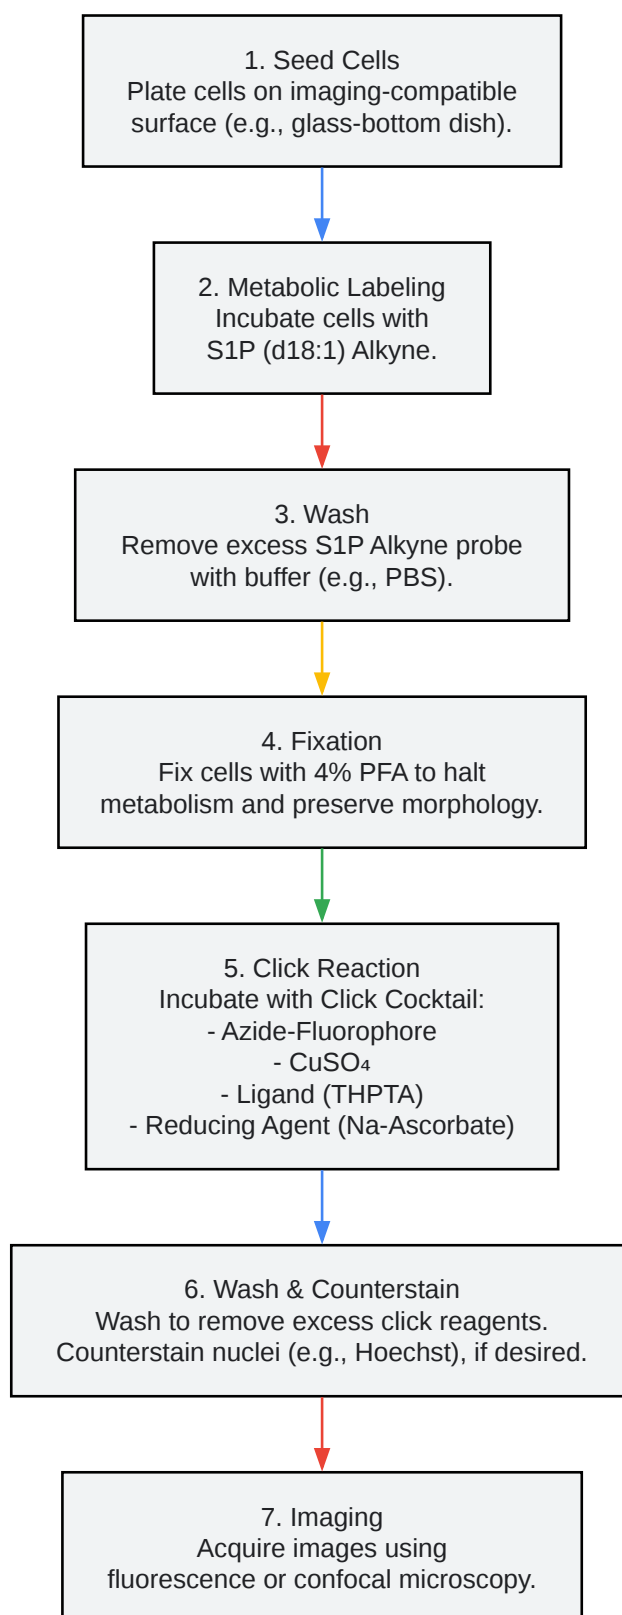 1. Seed Cells
Plate cells on imaging-compatible
surface (e.g., glass-bottom dish).
2. Metabolic Labeling
Incubate cells with
S1P (d18:1) Alkyne.
3. Wash
Remove excess S1P Alkyne probe
with buffer (e.g., PBS).
4. Fixation
Fix cells with 4% PFA to halt
metabolism and preserve morphology.
5. Click Reaction
Incubate with Click Cocktail:
- Azide-Fluorophore
- CuSO₄
- Ligand (THPTA)
- Reducing Agent (Na-Ascorbate)
6. Wash & Counterstain
Wash to remove excess click reagents.
Counterstain nuclei (e.g., Hoechst), if desired.
7. Imaging
Acquire images using
fluorescence or confocal microscopy.